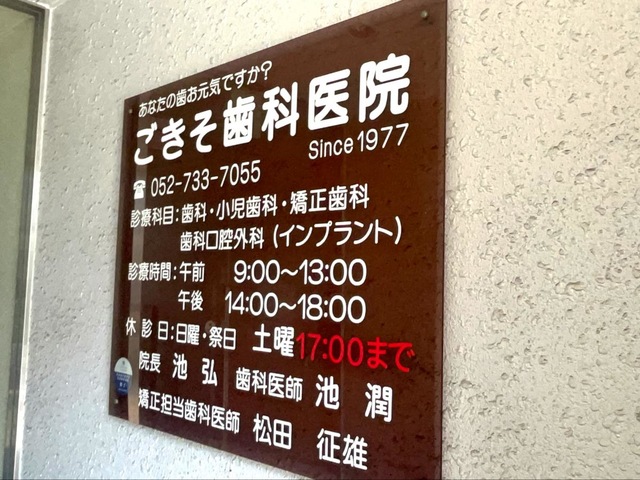 あなたの歯お元気ですか?
ごきそ歯科医院
Since 1977
☎ 052-733-7055
診療科目:歯科・小児歯科・矯正歯科
歯科口腔外科(インプラント)
診療時間:午前 9:00〜13:00
午後 14:00〜18:00
休診日:日曜・祭日 土曜17:00まで
院長 池 弘 歯科医師 池 潤
矯正担当歯科医師 松田 征雄